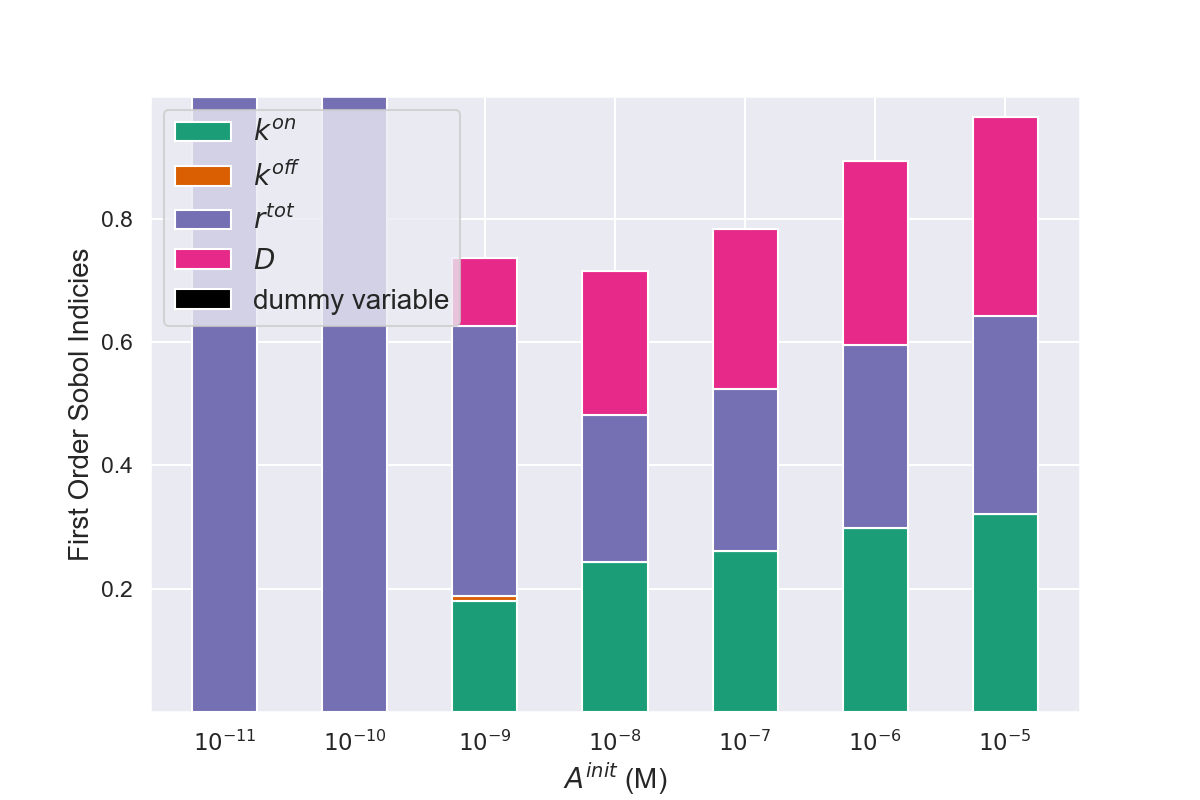 k^on
k^off
r^tot
D
dummy variable
0.8
0.6
0.4
0.2
First Order Sobol Indicies
10^−11 10^−10 10^−9 10^−8 10^−7 10^−6 10^−5
A^init (M)